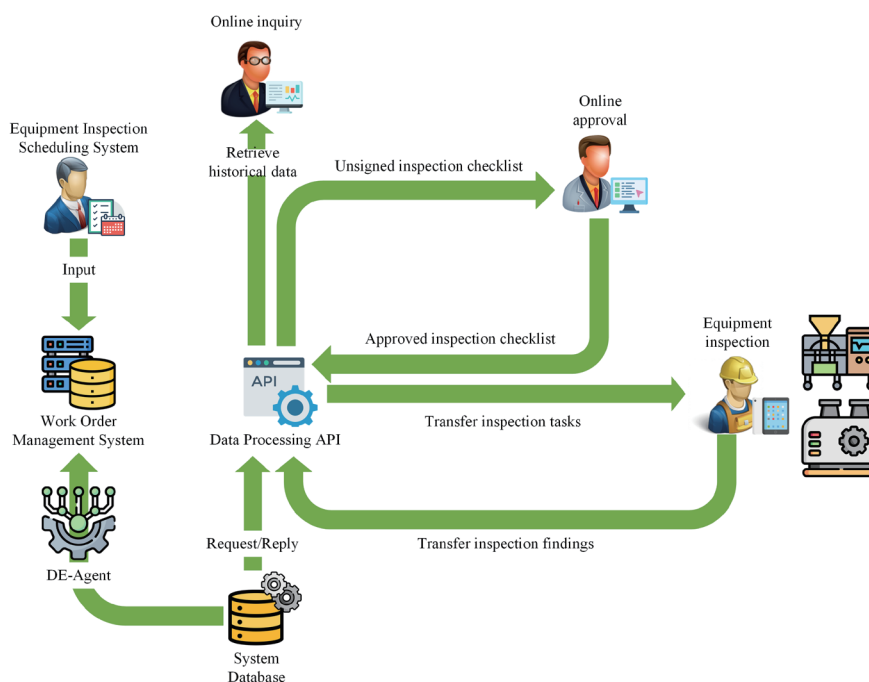 Online inquiry
Online
approval
Equipment Inspection
Scheduling System
Retrieve
historical data
Unsigned inspection checklist
Input
Equipment
inspection
Approved inspection checklist
API
Work Order
Management System
Data Processing API
Transfer inspection tasks
Request/Reply
Transfer inspection findings
DE-Agent
System
Database